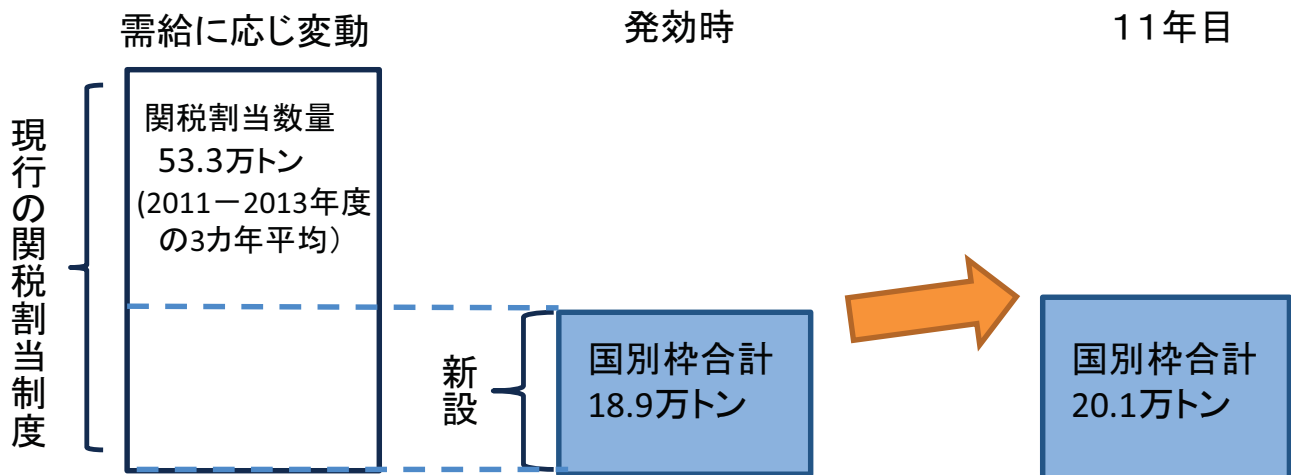 需給に応じ変動
発効時
11年目
現行の関税割当制度
関税割当数量
53.3万トン
(2011－2013年度
の3カ年平均）
新設
国別枠合計
18.9万トン
国別枠合計
20.1万トン